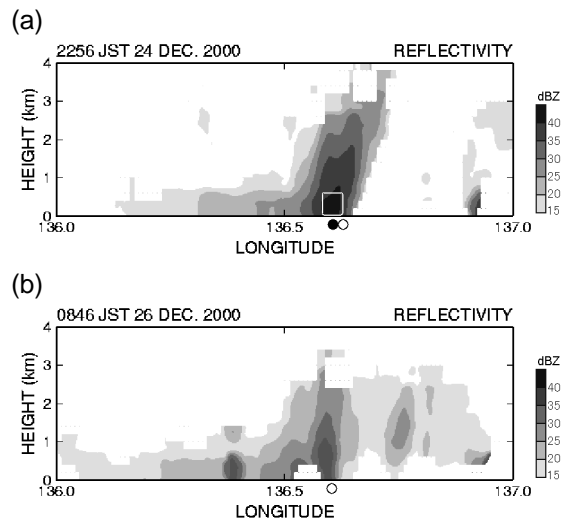 (a)
2256 JST 24 DEC. 2000 REFLECTIVITY
dBZ
4
3
2
1
0
HEIGHT (km)
40
35
30
25
20
15
136.0 136.5 137.0
LONGITUDE
(b)
0846 JST 26 DEC. 2000 REFLECTIVITY
dBZ
4
3
2
1
0
HEIGHT (km)
40
35
30
25
20
15
136.0 136.5 137.0
LONGITUDE